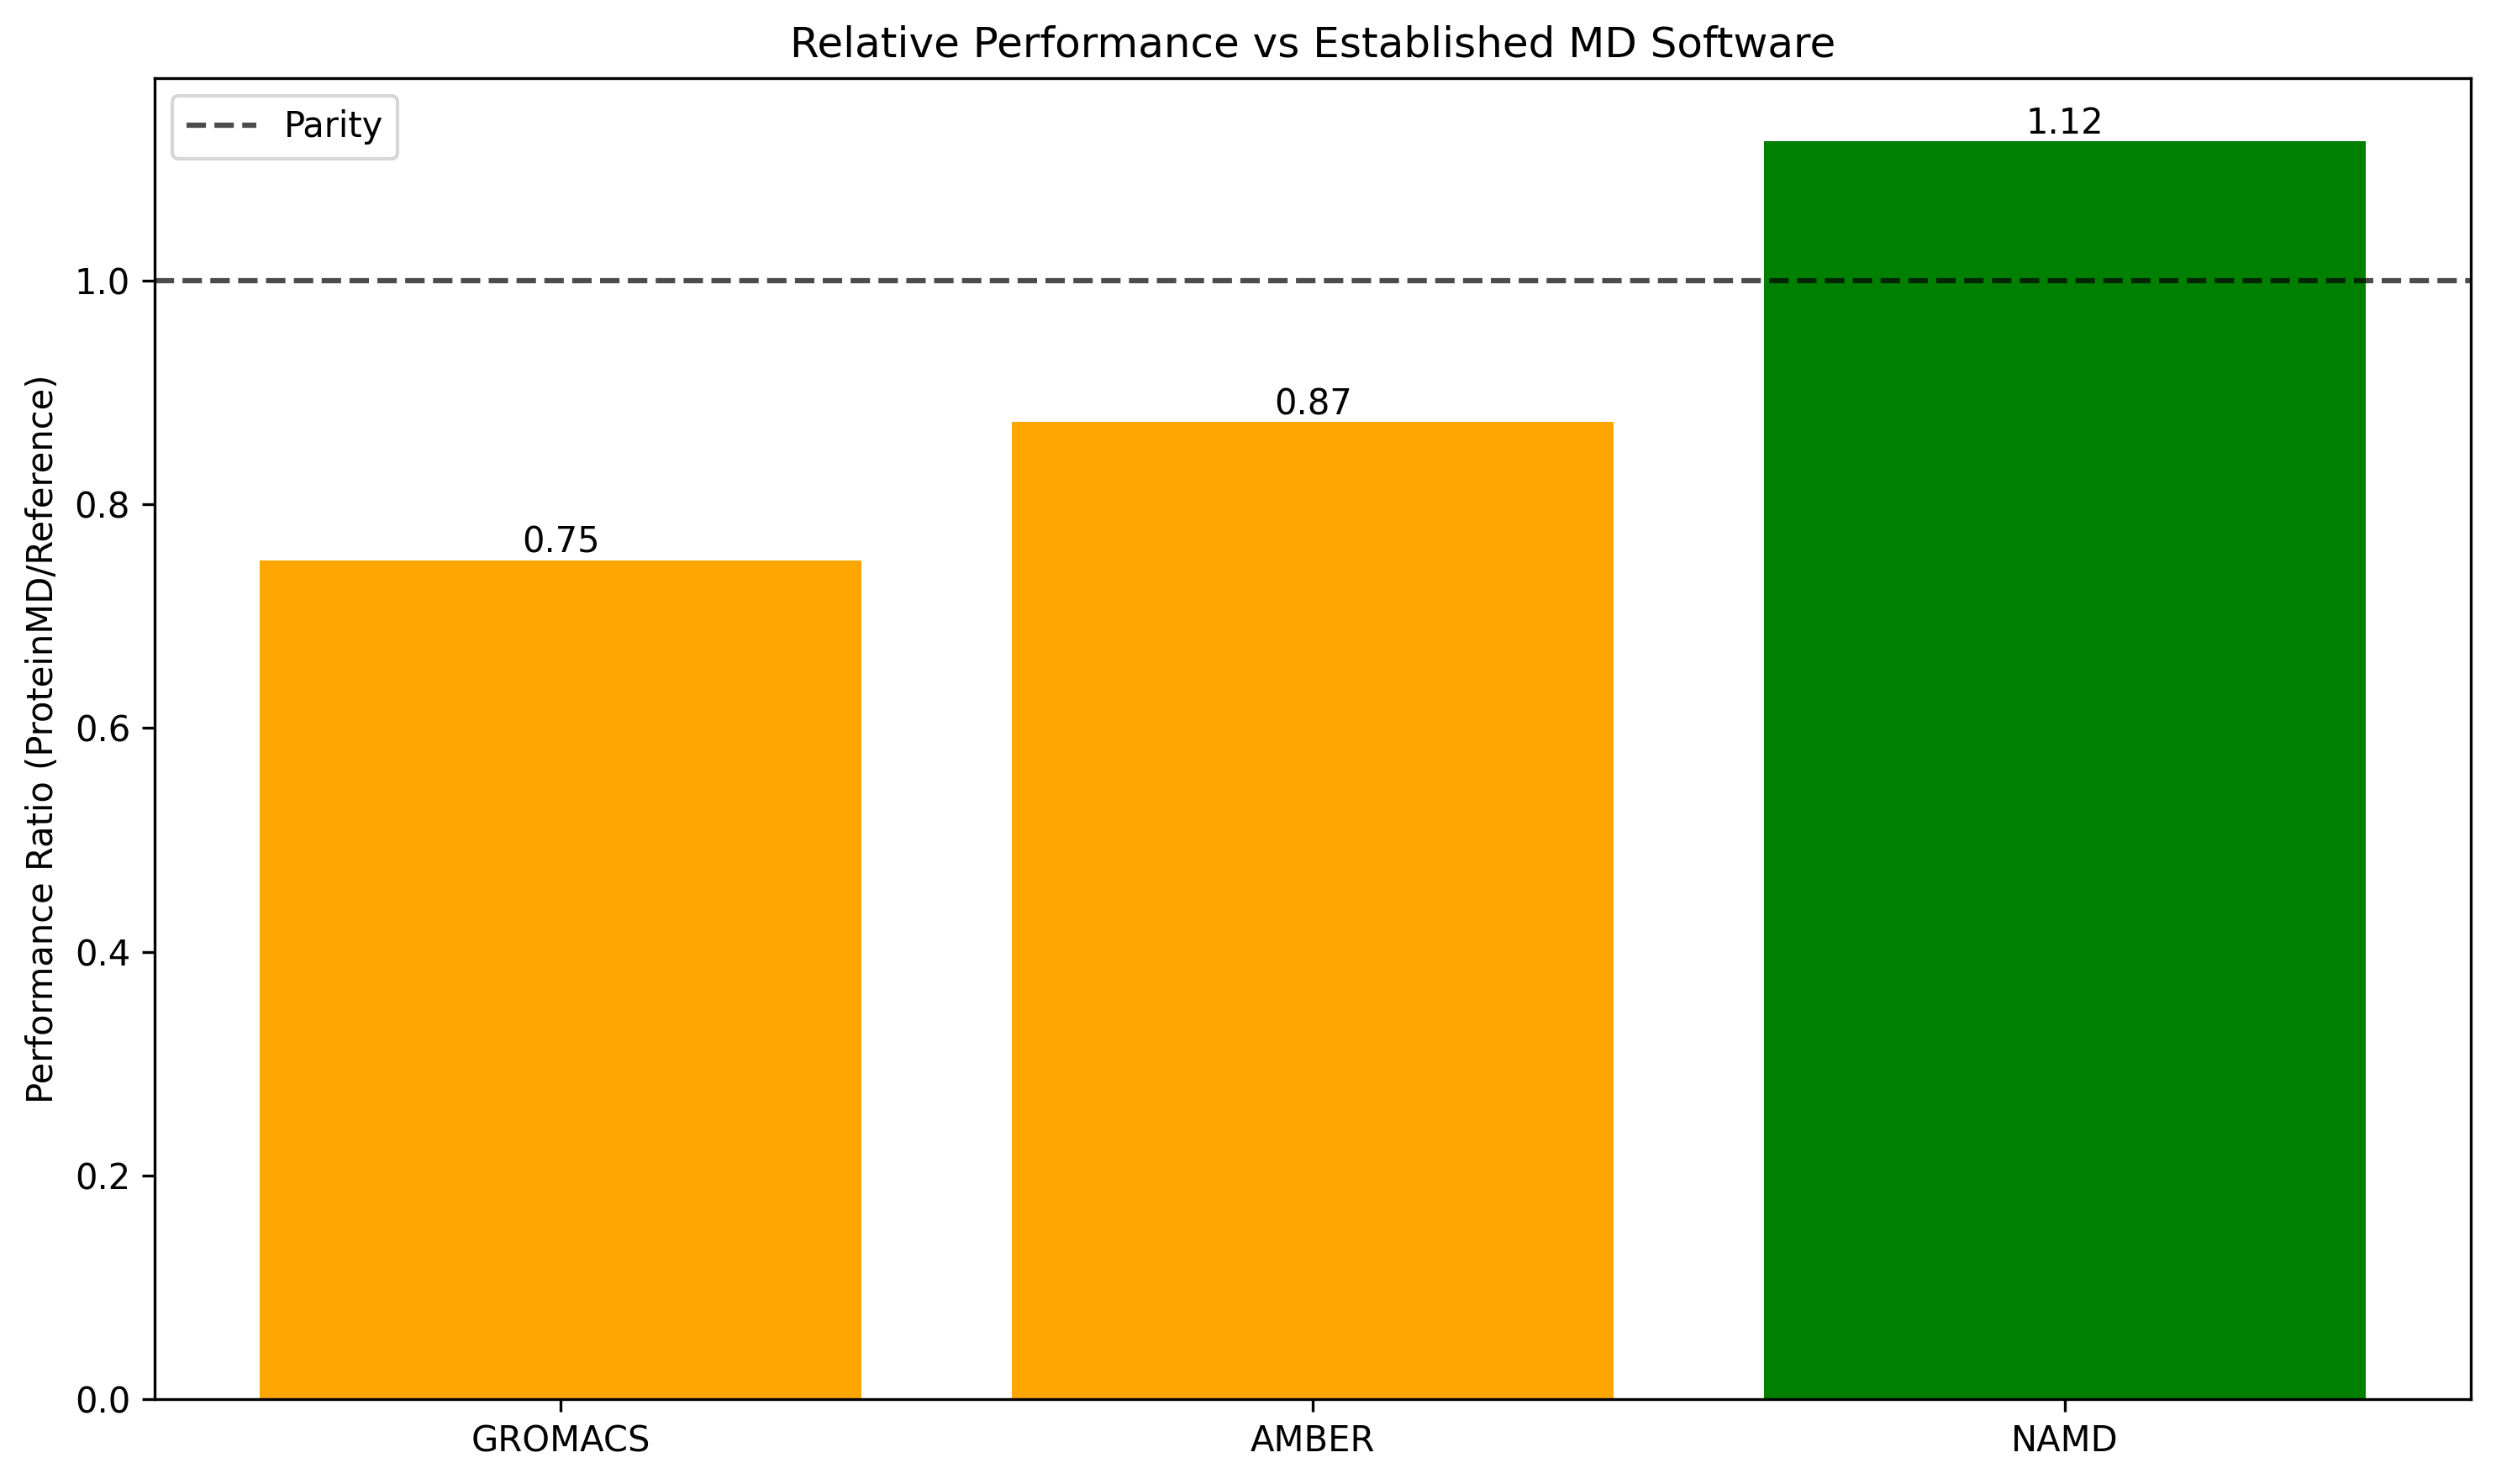 Relative Performance vs Established MD Software
Parity
Performance Ratio (ProteinMD/Reference)
1.0
0.8
0.6
0.4
0.2
0.0
0.75
0.87
1.12
GROMACS
AMBER
NAMD